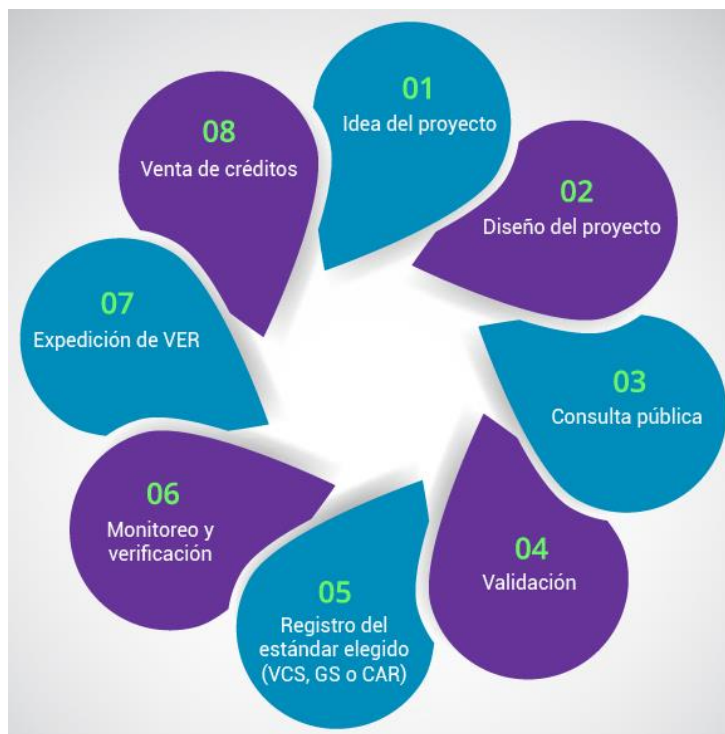 01
Idea del proyecto
02
Diseño del proyecto
03
Consulta pública
04
Validación
05
Registro del
estándar elegido
(VCS, GS o CAR)
06
Monitoreo y
verificación
07
Expedición de VER
08
Venta de créditos